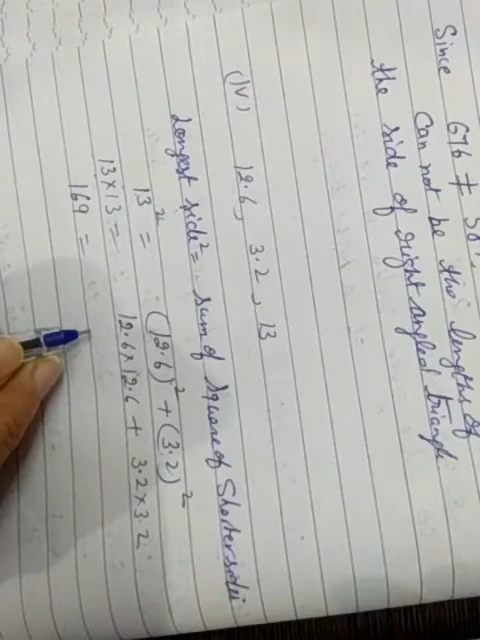 Since 676 ≠ 58
Can not be the lengths of
the side of right angled triangle
(IV) 12.6, 3.2, 13
Longest side² = sum of square of Shorter side
13² = (12.6)² + (3.2)²
13×13 = 12.6×12.6 + 3.2×3.2
169 =